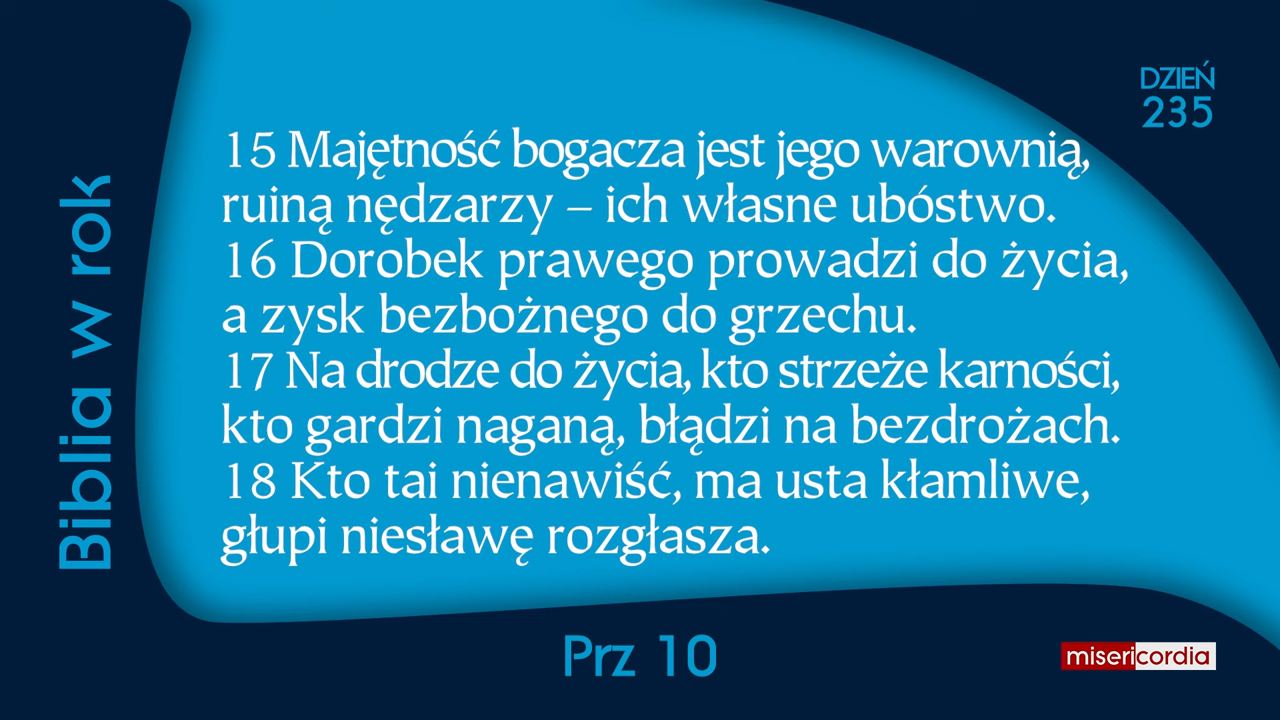 DZIEŃ
235
15 Majętność bogacza jest jego warownią,
ruiną nędzarzy – ich własne ubóstwo.
16 Dorobek prawego prowadzi do życia,
a zysk bezbożnego do grzechu.
17 Na drodze do życia, kto strzeże karności,
kto gardzi naganą, błądzi na bezdrożach.
18 Kto tai nienawiść, ma usta kłamliwe,
głupi niesławę rozgłasza.
Biblia w rok
Prz 10
misericordia